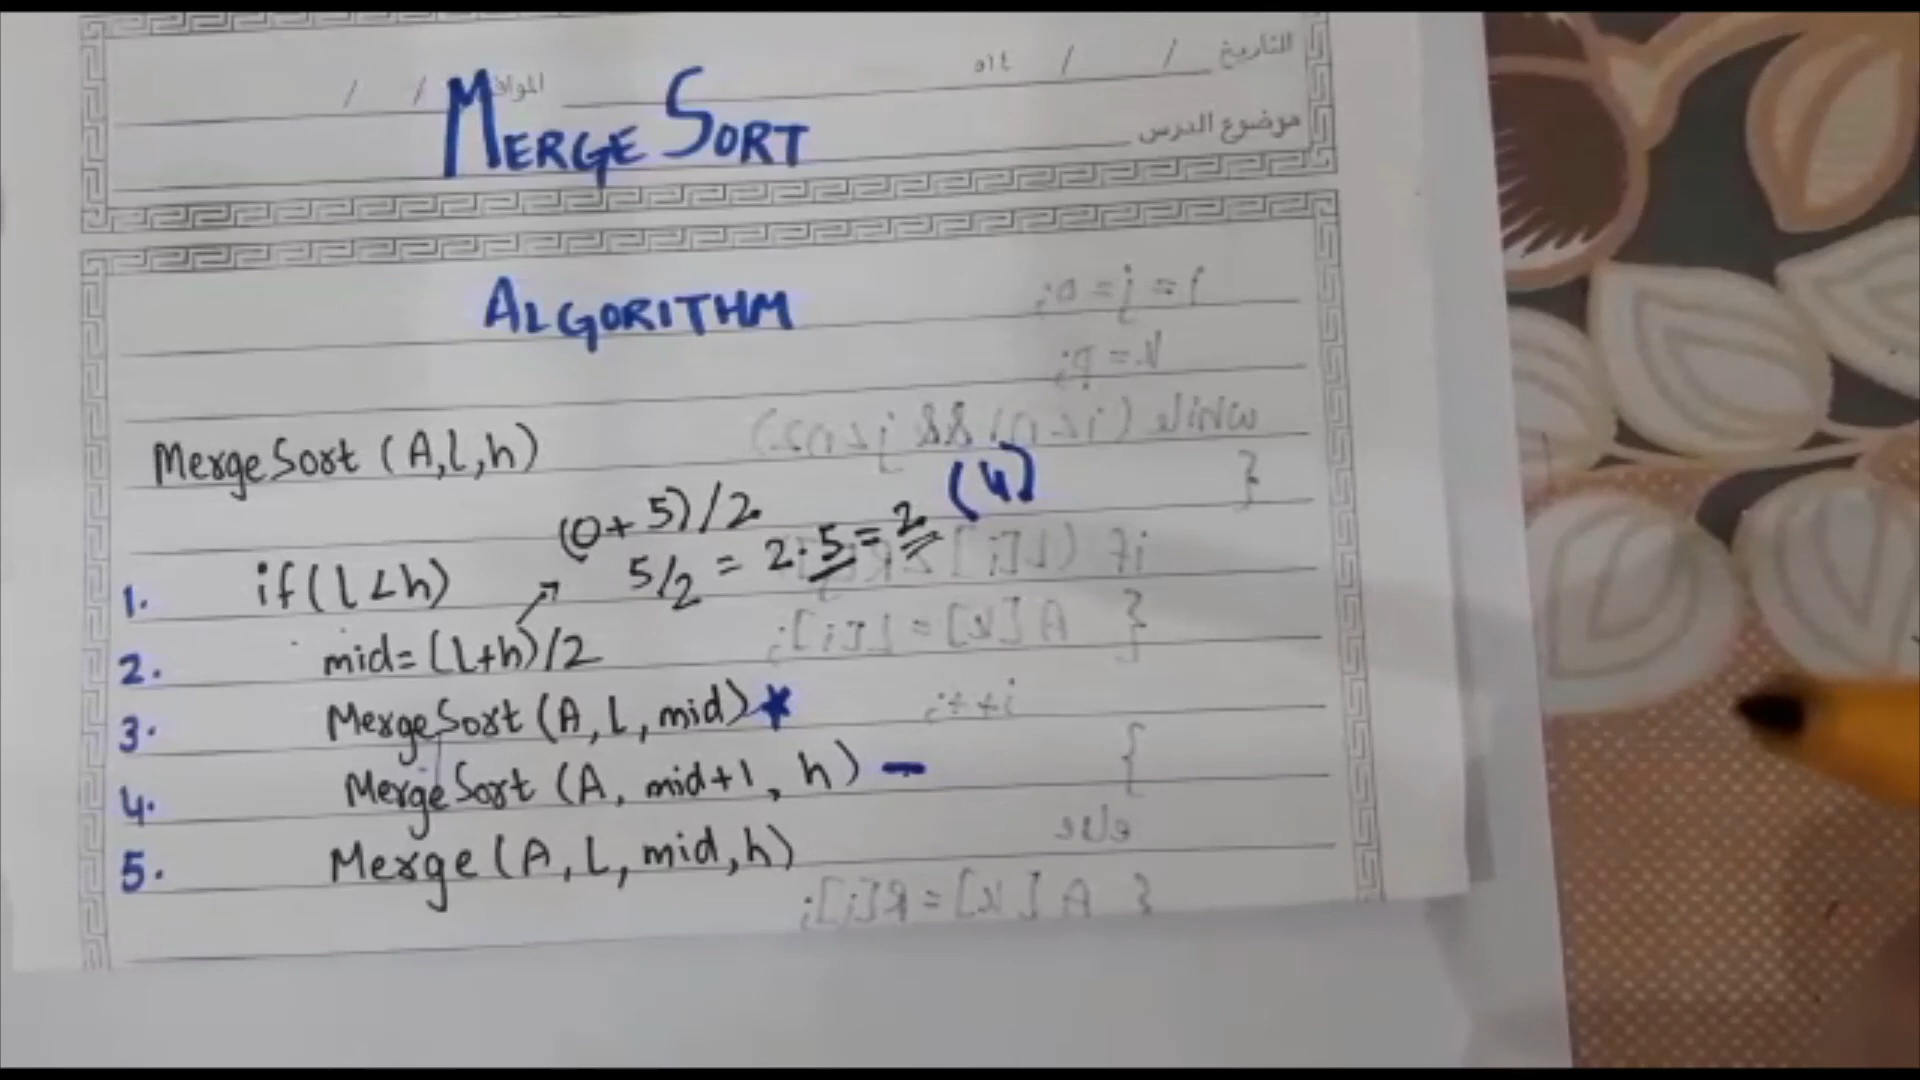 التاريخ / / ١٤هـ
/ /
موضوع الدرس
MERGE SORT
ALGORITHM
MergeSort (A,l,h)
(0+5)/2
5/2 = 2.5 = 2 (4)
1. if(l<h)
2. mid=(L+h)/2
3. MergeSort (A,L,mid)*
4. MergeSort (A, mid+1, h) -
5. Merge(A,L,mid,h)